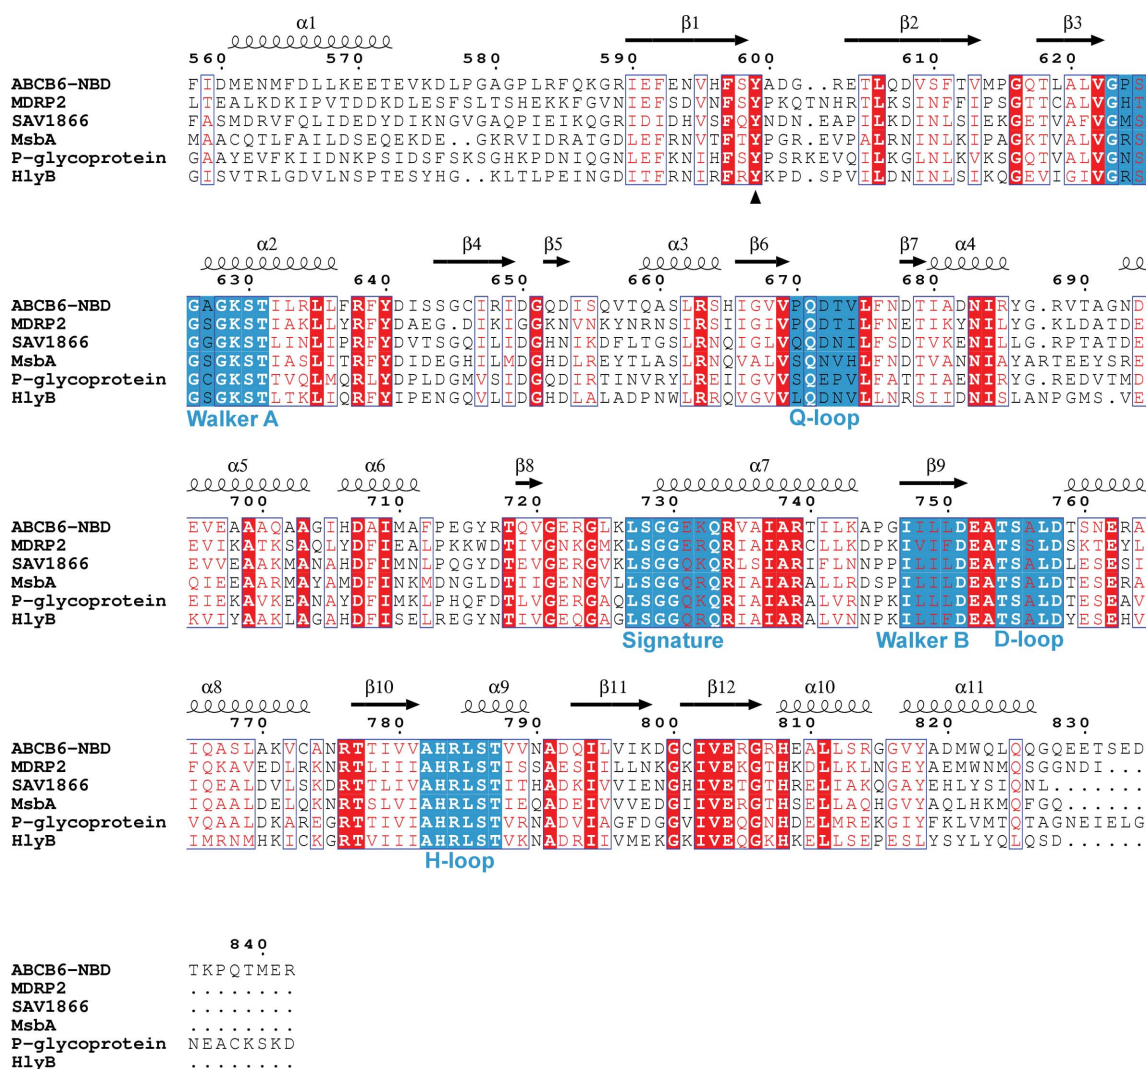 α1 β1 β2 β3
560 570 580 590 600 610 620
ABCB6-NBD FIDMENMFDLLKEETEVKDLPGAGPLRFQKGRIEFENVHFSYADG..RETLQDVSFTVMPGQTLALVGPS
MDRP2 LTEALKDKIPVTDDKDLESFSLTSHEKKFGVNIEFSDVNFSYPKQTNHRTLKSINFFIPSGTTCALVGHT
SAV1866 FASMDRVFQLIDEDYDIKNGVGAQPIEIKQGRIDIDHVSFQYNDN.EAPILKDINLSIEKGETVAFVGMS
MsbA MAACQTLFAILDSEQEKDE..GKRVIDRATGDLEFRNVTFTYPGR.EVPALRNINLKIPAGKTVALVGRS
P-glycoprotein GAAYEVFKIIDNKPSIDSFSKSGHKPDNIQGNLEFKNIHFSYPSRKEVQILKGLNLKVKSGQTVALVGNS
HlyB GISVTRLGDVLNSPTESYHG..KLTLPEINGDITFRNIRFRYKPD.SPVILDNINLSIKQGEVIGIVGRS
α2 β4 β5 α3 β6 β7 α4
630 640 650 660 670 680 690
ABCB6-NBD GAGKSTILRLLFRFYDISSGCIRIDGQDISQVTQASLRSHIGVVPQDTVLFNDTIADNIRYG.RVTAGND
MDRP2 GSGKSTIAKLLYRFYDAEG.DIKIGGKNVNKYNRNSIRSIIGIVPQDTILFNETIKYNILYG.KLDATDE
SAV1866 GGGKSTLINLIPRFYDVTSGQILIDGHNIKDFLTGSLRNQIGLVQQDNILFSDTVKENILLG.RPTATDE
MsbA GSGKSTIASLITRFYDIDEGHILMDGHDLREYTLASLRNQVALVSQNVHLFNDTVANNIAYARTEEYSRE
P-glycoprotein GCGKSTTVQLMQRLYDPLDGMVSIDGQDIRTINVRYLREIIGVVSQEPVLFATTIAENIRYG.REDVTMD
HlyB GSGKSTLTKLIQRFYIPENGQVLIDGHDLALADPNWLRRQVGVVLQDNVLLNRSIIDNISLANPGMS.VE
Walker A Q-loop
α5 α6 β8 α7 β9
700 710 720 730 740 750 760
ABCB6-NBD EVEAAAQAAGIHDAIMAFPEGYRTQVGERGLKLSGGEKQRVAIARTILKAPGIILLDEATSALDTSNERA
MDRP2 EVIKATKSAQLYDFIEALPKKWDTIVGNKGMKLSGGERQRIAIARCLLKDPKIVIFDEATSSLDSKTEYL
SAV1866 EVVEAAKMANAHDFIMNLPQGYDTEVGERGVKLSGGQKQRLSIARIFLNNPPILILDEATSALDLESESI
MsbA QIEEAARMAYAMDFINKMDNGLDTIIGENGVLLSGGQRQRIAIARALLRDSPILILDEATSALDTESERA
P-glycoprotein EIEKAVKEANAYDFIMKLPHQFDTLVGERGAQLSGGQKQRIAIARALVRNPKILLLDEATSALDTESEAV
HlyB KVIYAAKLAGAHDFISELREGYNTIVGEQGAGLSGGQRQRIAIARALVNNPKILIFDEATSALDYESEHV
Signature Walker B D-loop
α8 β10 α9 β11 β12 α10 α11
770 780 790 800 810 820 830
ABCB6-NBD IQASLAKVCANRTTIVVAHRLSTVVNADQILVIKDGCIVERGRHEALLSRGGVYADMWQLQQGQEETSED
MDRP2 FQKAVEDLRKNRTLIIIAHRLSTISSAESIILLNKGKIVEKGTHKDLLKLNGEYAEMWNMQSGGNDI...
SAV1866 IQEALDVLSKDRTTLIVAHRLSTITHADKIVVIENGHIVETGTHRELIAKQGAYEHLYSIQNL.......
MsbA IQAALDELQKNRTSLVIAHRLSTIEQADEIVVVEDGIIVERGTHSELLAQHGVYAQLHKMQFGQ......
P-glycoprotein VQAALDKAREGRTTIVIAHRLSTVRNADVIAGFDGGVIVEQGNHDELMREKGIYFKLVMTQTAGNEIELG
HlyB IMRNMHKICKGRTVIIIAHRLSTVKNADRIIVMEKGKIVEQGKHKELLSEPESLYSYLYQLQSD......
H-loop
840
ABCB6-NBD TKPQTMER
MDRP2 ........
SAV1866 ........
MsbA ........
P-glycoprotein NEACKSKD
HlyB ........